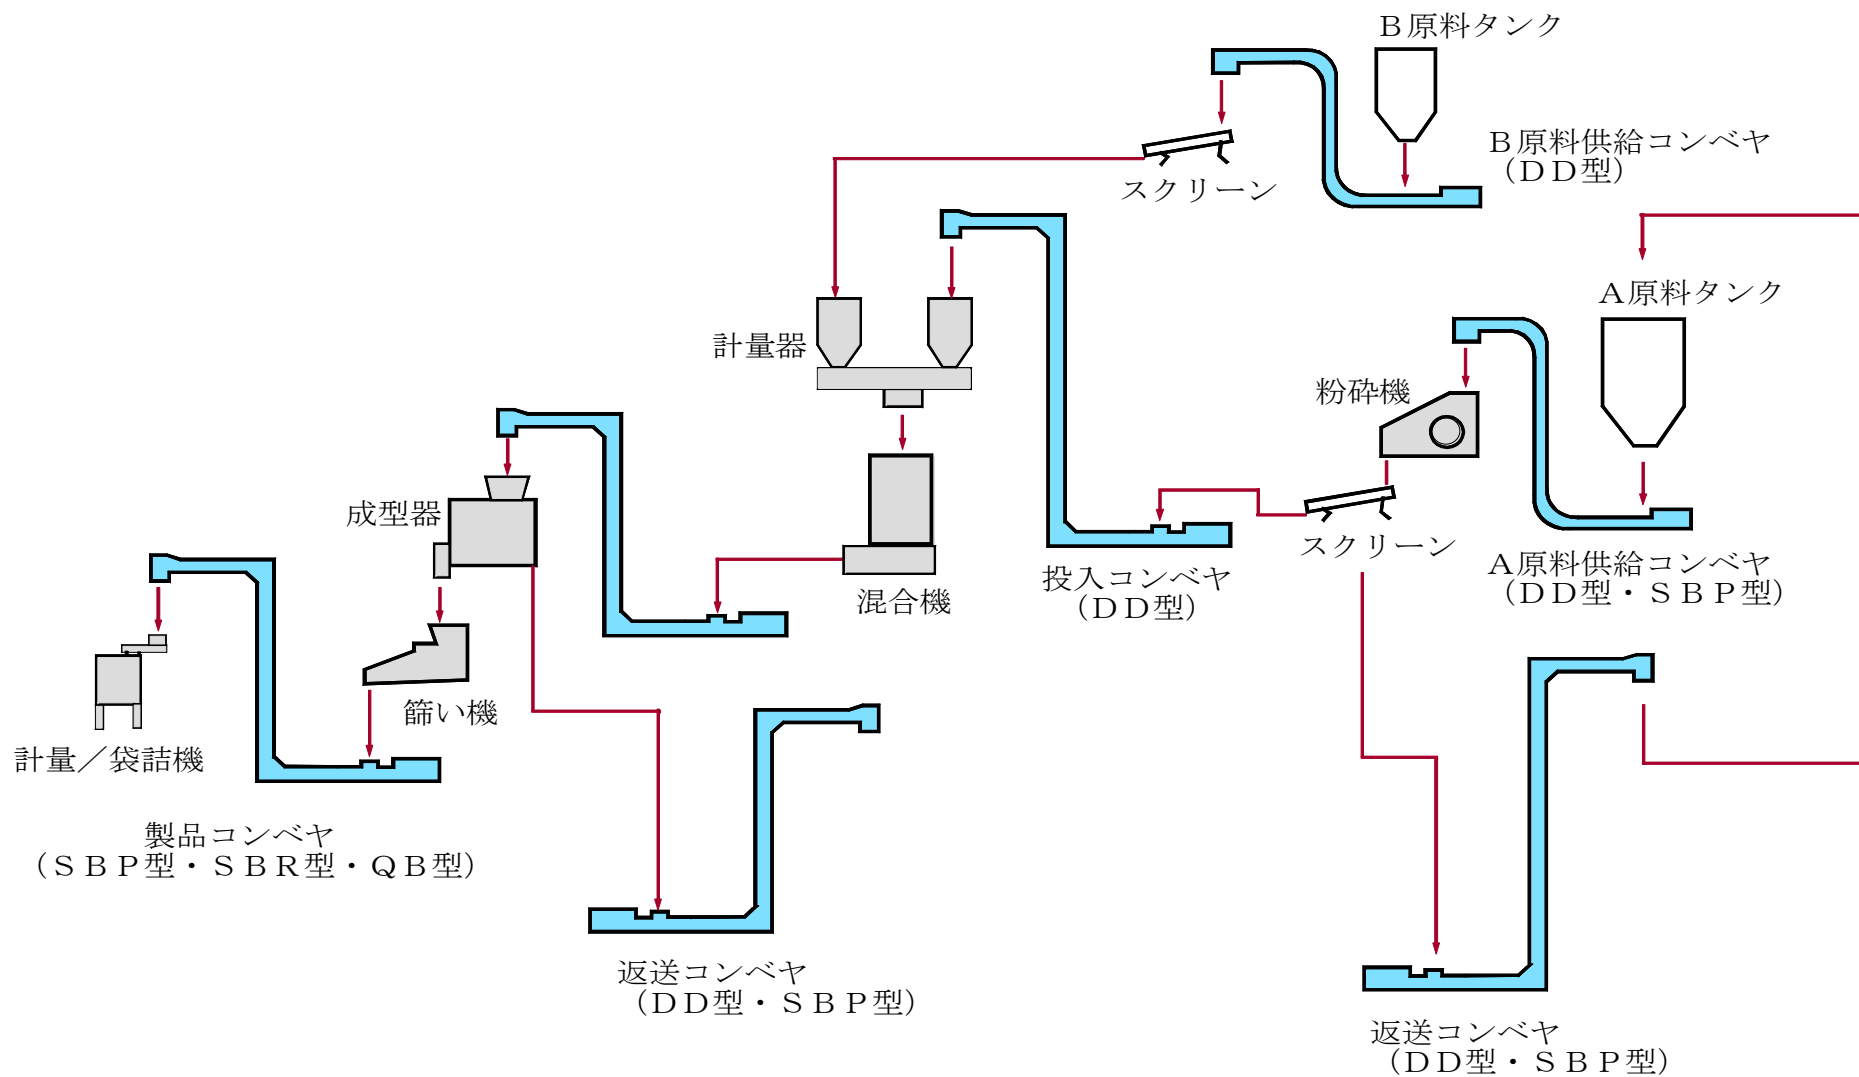 B原料タンク
B原料供給コンベヤ
（DD型）
スクリーン
A原料タンク
計量器
粉砕機
成型器
スクリーン
A原料供給コンベヤ
（DD型・SBP型）
投入コンベヤ
（DD型）
混合機
篩い機
計量／袋詰機
製品コンベヤ
（SBP型・SBR型・QB型）
返送コンベヤ
（DD型・SBP型）
返送コンベヤ
（DD型・SBP型）